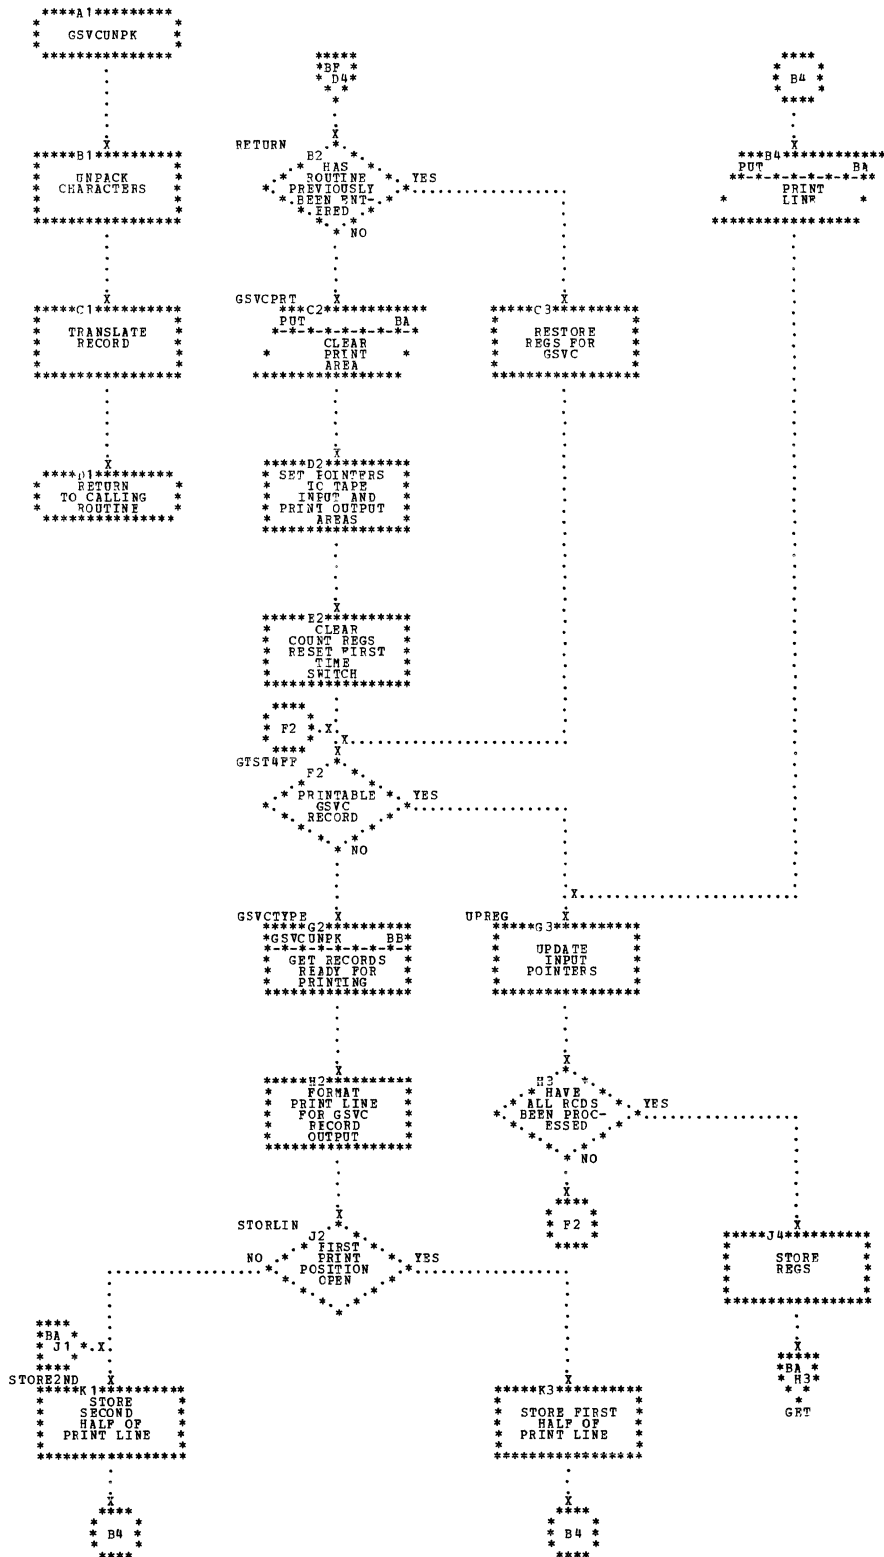 A1
GSVCUNPK
BF
D4
B4
RETURN
B1
UNPACK
CHARACTERS
B2
HAS
ROUTINE
PREVIOUSLY
BEEN ENT-
ERED
YES
NO
B4
PUT BA
PRINT
LINE
C1
TRANSLATE
RECORD
GSVCPRT
C2
PUT BA
CLEAR
PRINT
AREA
C3
RESTORE
REGS FOR
GSVC
D1
RETURN
TO CALLING
ROUTINE
D2
SET POINTERS
TO TAPE
INPUT AND
PRINT OUTPUT
AREAS
E2
CLEAR
COUNT REGS
RESET FIRST
TIME
SWITCH
F2
GTST4FF
F2
PRINTABLE
GSVC
RECORD
YES
NO
GSVCTYPE
G2
GSVCUNPK BB
GET RECORDS
READY FOR
PRINTING
UPREG
G3
UPDATE
INPUT
POINTERS
H2
FORMAT
PRINT LINE
FOR GSVC
RECORD
OUTPUT
H3
HAVE
ALL RCDS
BEEN PROC-
ESSED
YES
NO
F2
STORLIN
J2
FIRST
PRINT
POSITION
OPEN
NO
YES
J4
STORE
REGS
BA
J1
BA
H3
GET
STORE2ND
K1
STORE
SECOND
HALF OF
PRINT LINE
K3
STORE FIRST
HALF OF
PRINT LINE
B4
B4